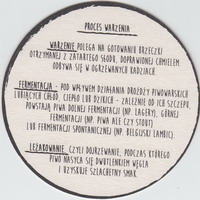 PROCES WARZENIA
WARZENIE POLEGA NA GOTOWANIU BRZECZKI
OTRZYMANEJ Z ZATARTEGO SŁODU, DOPRAWIONEJ CHMIELEM
ODBYWA SIĘ W OGRZEWANYCH KADZIACH.
FERMENTACJA - POD WPŁYWEM DZIAŁANIA DROŻDŻY PIWOWARSKICH
LUBIĄCYCH CHŁÓD, CIEPŁO LUB DZIKICH - ZALEŻNIE OD ICH SZCZEPU,
POWSTAJĄ PIWA DOLNEJ FERMENTACJI (NP. LAGERY), GÓRNEJ
FERMENTACJI (NP. PIWA ALE CZY STOUT)
LUB FERMENTACJI SPONTANICZNEJ (NP. BELGIJSKI LAMBIC).
LEŻAKOWANIE, CZYLI DOJRZEWANIE, PODCZAS KTÓREGO
PIWO NASYCA SIĘ DWUTLENKIEM WĘGLA
I UZYSKUJE SZLACHETNY SMAK